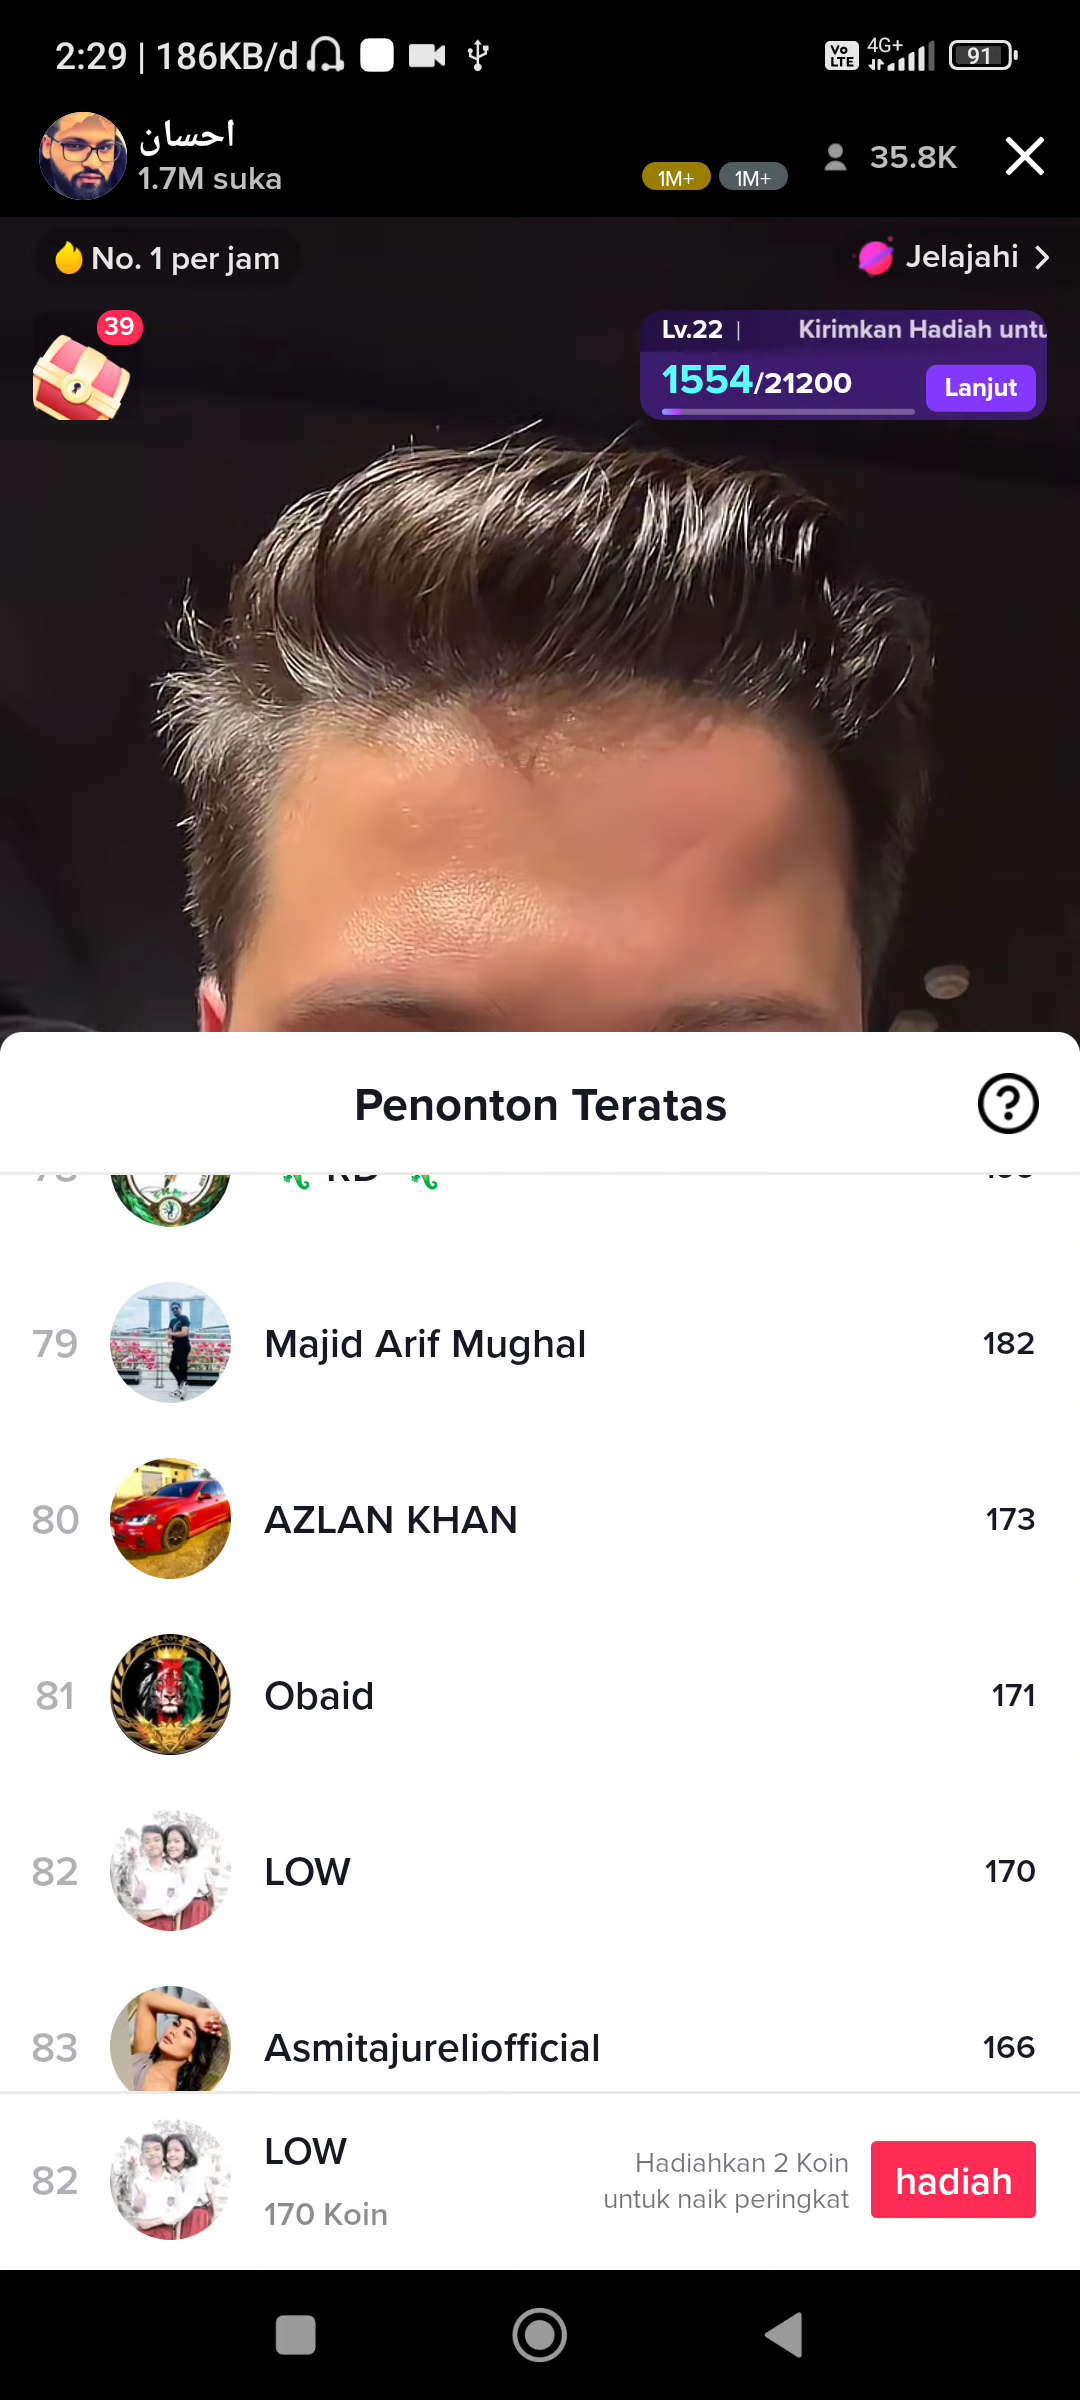 2:29 | 186KB/d
Vo LTE 4G+ 91
احسان
1.7M suka
1M+ 1M+ 35.8K
No. 1 per jam
Jelajahi
39
Lv.22 | Kirimkan Hadiah untu
1554/21200
Lanjut
Penonton Teratas
79 Majid Arif Mughal 182
80 AZLAN KHAN 173
81 Obaid 171
82 LOW 170
83 Asmitajureliofficial 166
82 LOW
170 Koin
Hadiahkan 2 Koin
untuk naik peringkat
hadiah